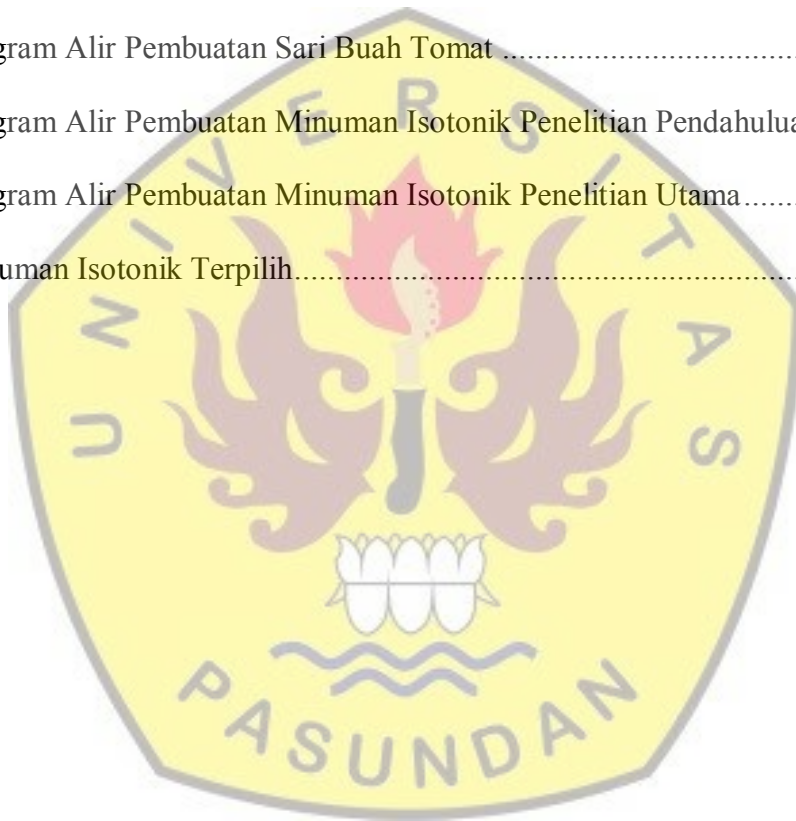 gram Alir Pembuatan Sari Buah Tomat ....................................
gram Alir Pembuatan Minuman Isotonik Penelitian Pendahulua
gram Alir Pembuatan Minuman Isotonik Penelitian Utama......
uman Isotonik Terpilih...............................................................
UNIVERSITAS
PASUNDAN